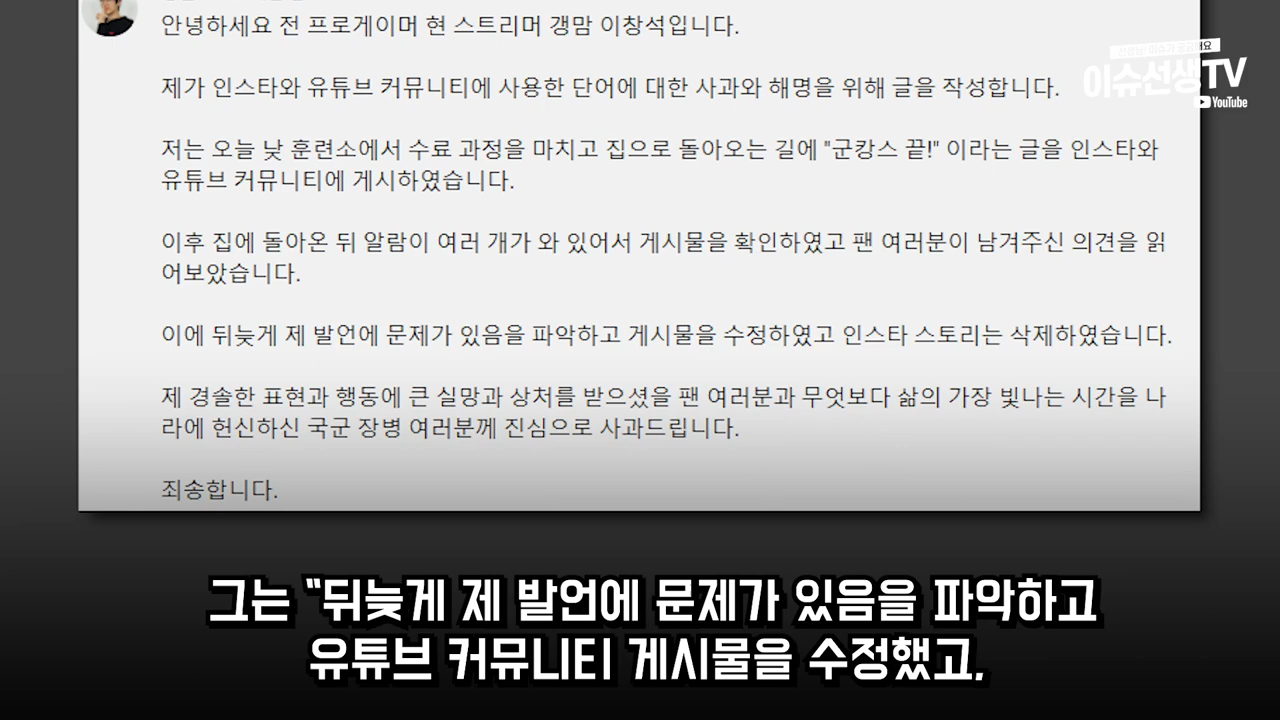 안녕하세요 전 프로게이머 현 스트리머 갱맘 이창석입니다.
이슈선생TV
YouTube
제가 인스타와 유튜브 커뮤니티에 사용한 단어에 대한 사과와 해명을 위해 글을 작성합니다.
저는 오늘 낮 훈련소에서 수료 과정을 마치고 집으로 돌아오는 길에 "군캉스 끝!" 이라는 글을 인스타와
유튜브 커뮤니티에 게시하였습니다.
이후 집에 돌아온 뒤 알람이 여러 개가 와 있어서 게시물을 확인하였고 팬 여러분이 남겨주신 의견을 읽
어보았습니다.
이에 뒤늦게 제 발언에 문제가 있음을 파악하고 게시물을 수정하였고 인스타 스토리는 삭제하였습니다.
제 경솔한 표현과 행동에 큰 실망과 상처를 받으셨을 팬 여러분과 무엇보다 삶의 가장 빛나는 시간을 나
라에 헌신하신 국군 장병 여러분께 진심으로 사과드립니다.
죄송합니다.
그는 "뒤늦게 제 발언에 문제가 있음을 파악하고
유튜브 커뮤니티 게시물을 수정했고,